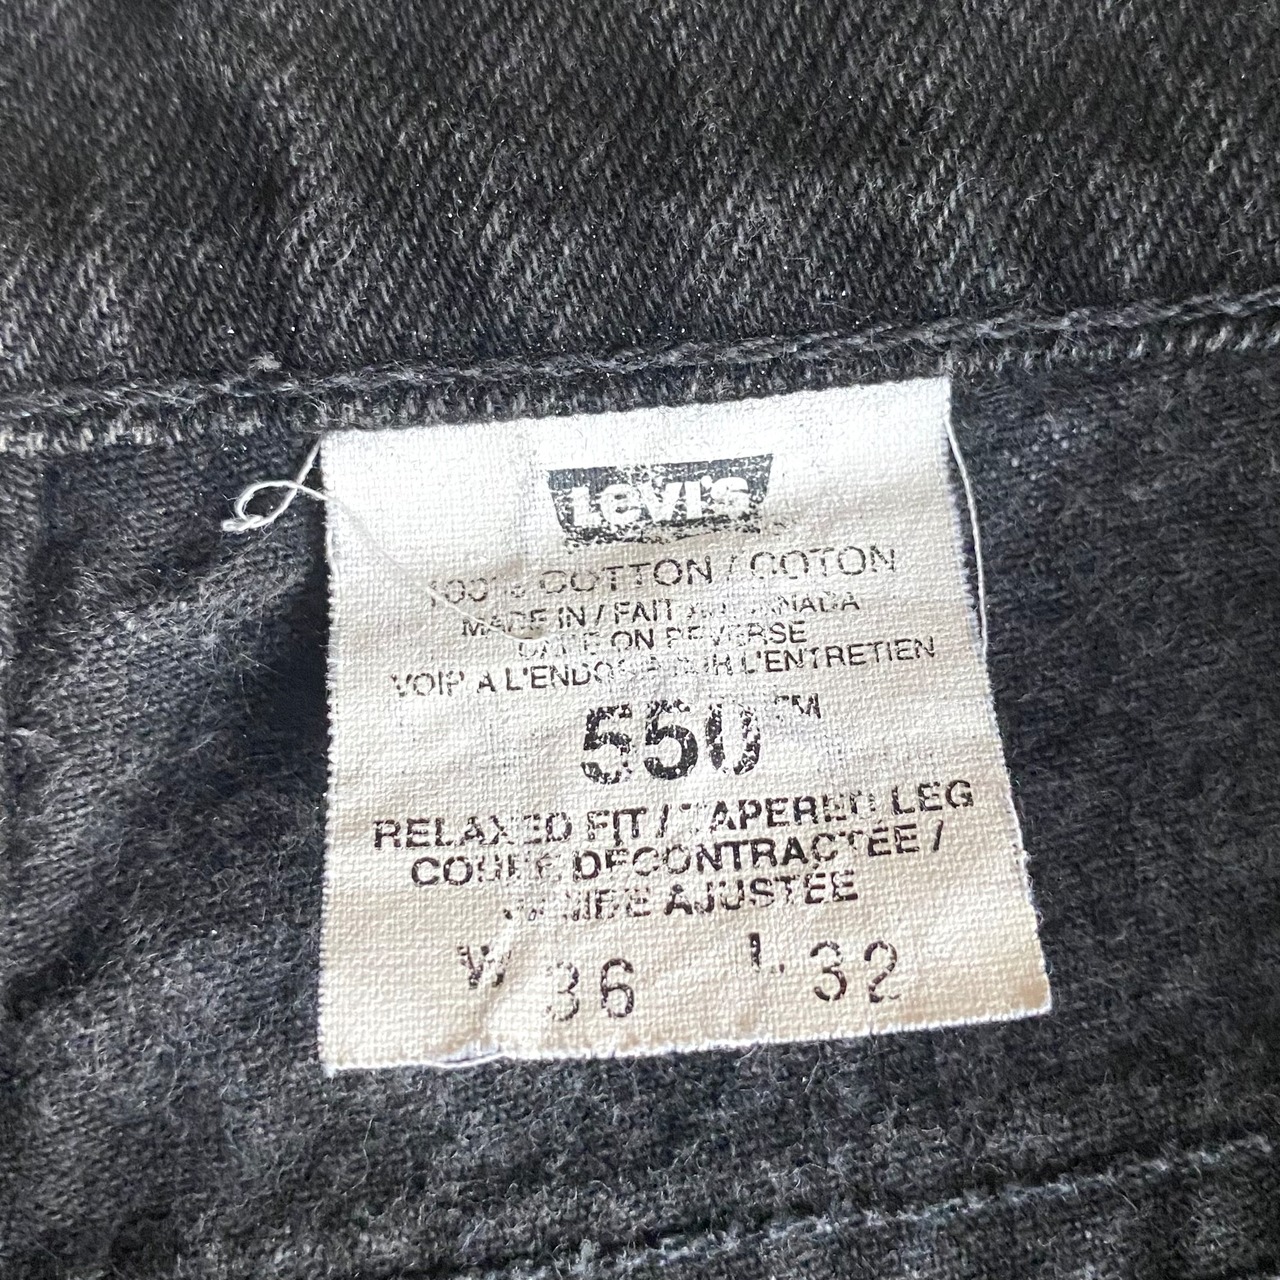 Levi's
100% COTTON / COTON
MADE IN / FAIT AU CANADA
CARE ON REVERSE
VOIR A L'ENDOS POUR L'ENTRETIEN
550™
RELAXED FIT / TAPERED LEG
COUPE DÉCONTRACTÉE /
JAMBE AJUSTÉE
W 36 L 32